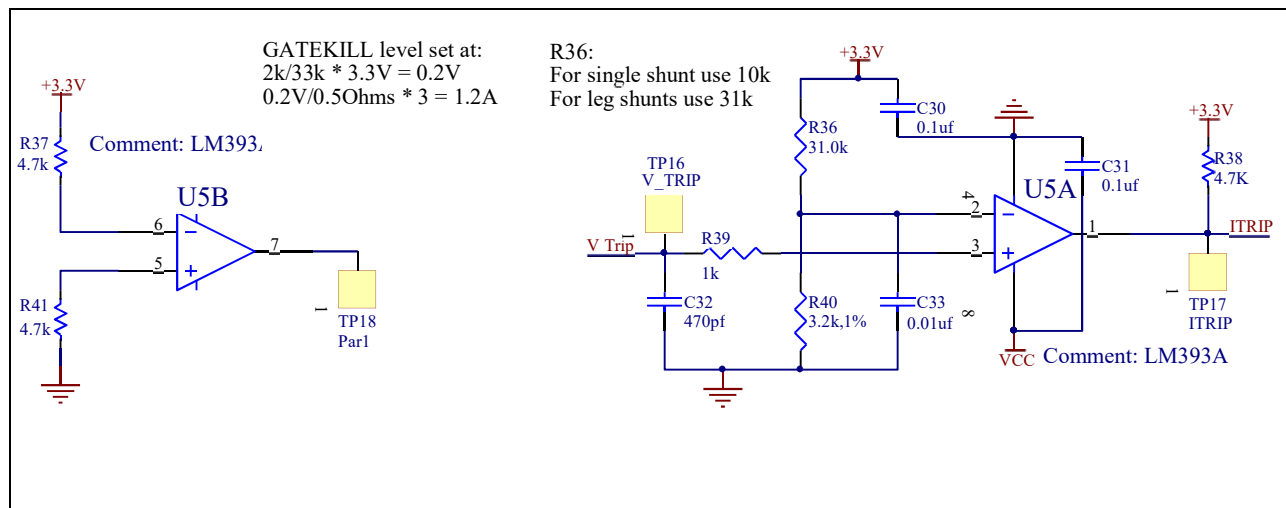 GATEKILL level set at:
2k/33k * 3.3V = 0.2V
0.2V/0.5Ohms * 3 = 1.2A
R36:
For single shunt use 10k
For leg shunts use 31k
+3.3V
R37
4.7k
Comment: LM393A
U5B
6
5
7
R41
4.7k
1
TP18
Par1
+3.3V
C30
0.1uf
R36
31.0k
TP16
V_TRIP
1
V Trip
R39
1k
C32
470pf
R40
3.2k,1%
C33
0.01uf
4
2
3
8
U5A
1
C31
0.1uf
VCC
Comment: LM393A
+3.3V
R38
4.7K
ITRIP
1
TP17
ITRIP